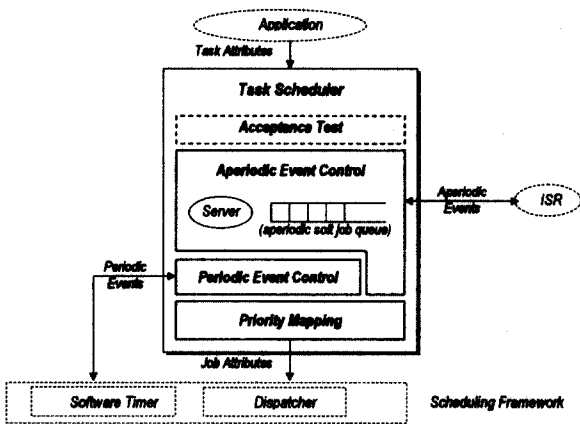 Application
Task Attributes
Task Scheduler
Acceptance Test
Aperiodic Event Control
Server
(aperiodic soft job queue)
Aperiodic
Events
ISR
Periodic
Events
Periodic Event Control
Priority Mapping
Job Attributes
Software Timer
Dispatcher
Scheduling Framework